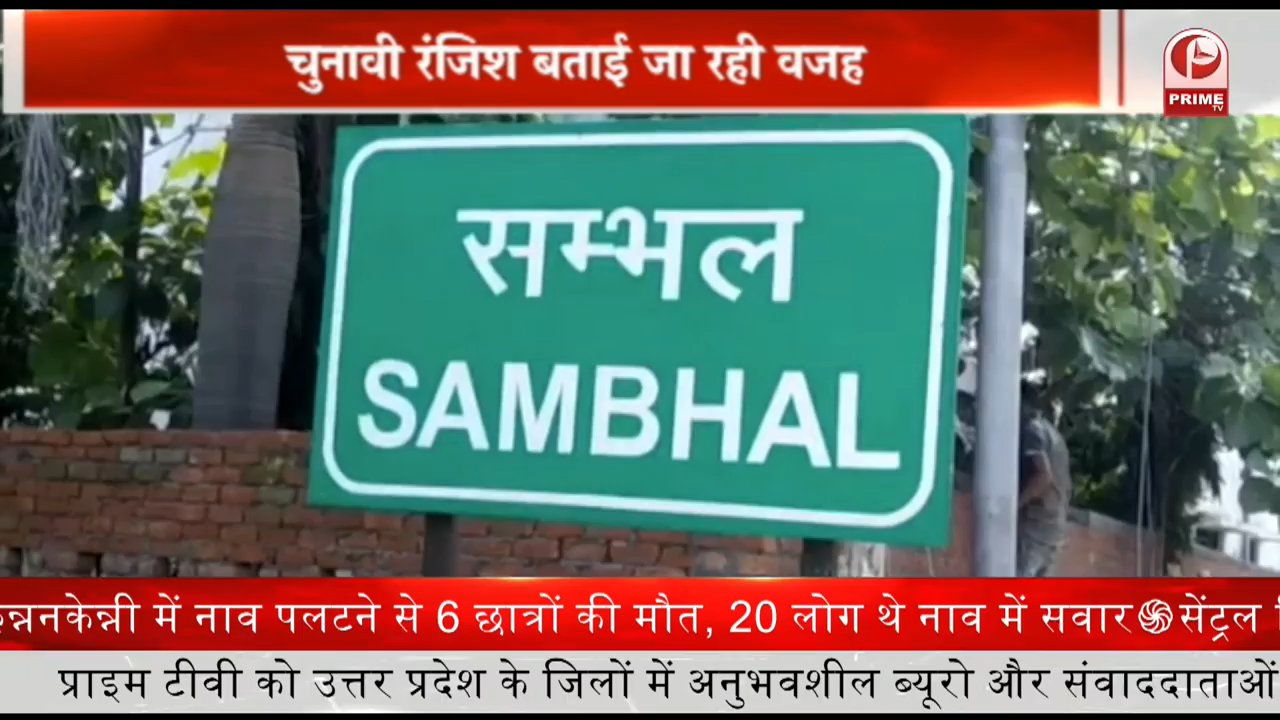 चुनावी रंजिश बताई जा रही वजह
PRIME
TV
सम्भल
SAMBHAL
में नाव पलटने से 6 छात्रों की मौत, 20 लोग थे नाव में सवार सेंट्रल
प्राइम टीवी को उत्तर प्रदेश के जिलों में अनुभवशील ब्यूरो और संवाददाताओं